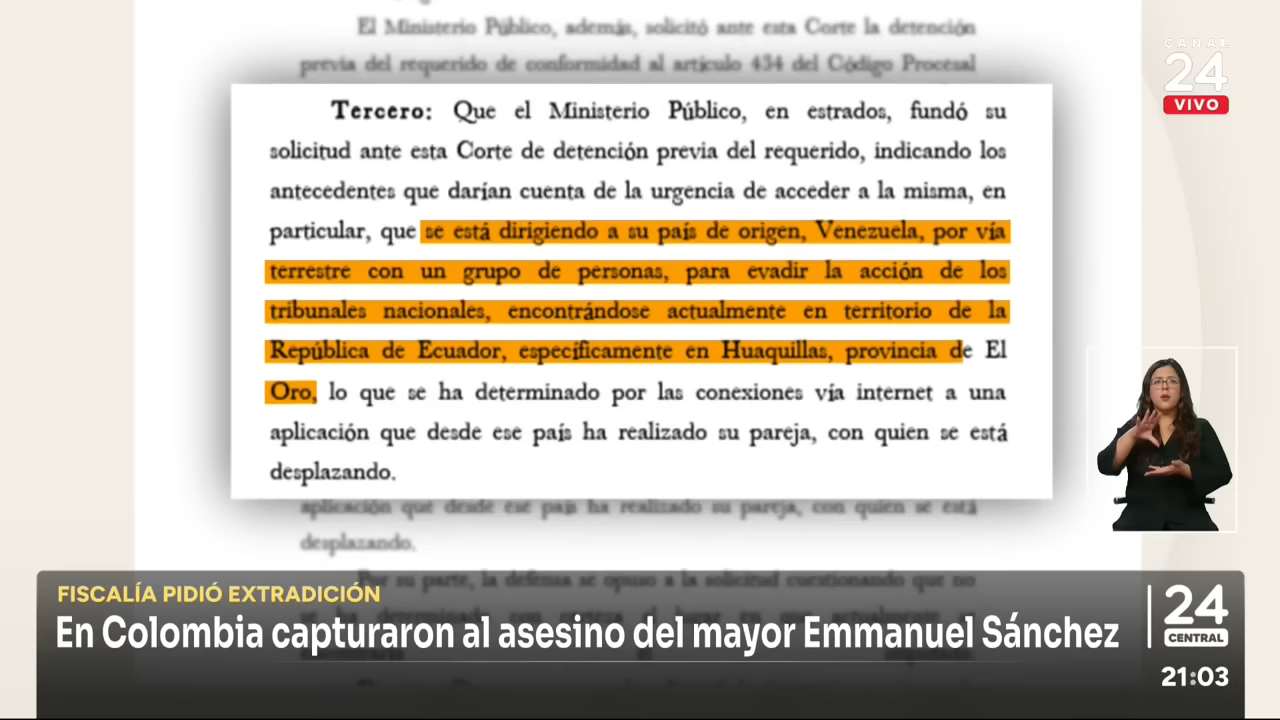 El Ministerio Público, además, solicitó ante esta Corte la detención
previa del requerido de conformidad al artículo 434 del Código Procesal
Tercero: Que el Ministerio Público, en estrados, fundó su
solicitud ante esta Corte de detención previa del requerido, indicando los
antecedentes que darían cuenta de la urgencia de acceder a la misma, en
particular, que se está dirigiendo a su país de origen, Venezuela, por vía
terrestre con un grupo de personas, para evadir la acción de los
tribunales nacionales, encontrándose actualmente en territorio de la
República de Ecuador, específicamente en Huaquillas, provincia de El
Oro, lo que se ha determinado por las conexiones vía internet a una
aplicación que desde ese país ha realizado su pareja, con quien se está
desplazando.
aplicación que desde ese país ha realizado su pareja, con quien se está
desplazando.
Por su parte, la defensa se opuso a la solicitud cuestionando que no
CANAL
24
VIVO
FISCALÍA PIDIÓ EXTRADICIÓN
En Colombia capturaron al asesino del mayor Emmanuel Sánchez
24
CENTRAL
21:03